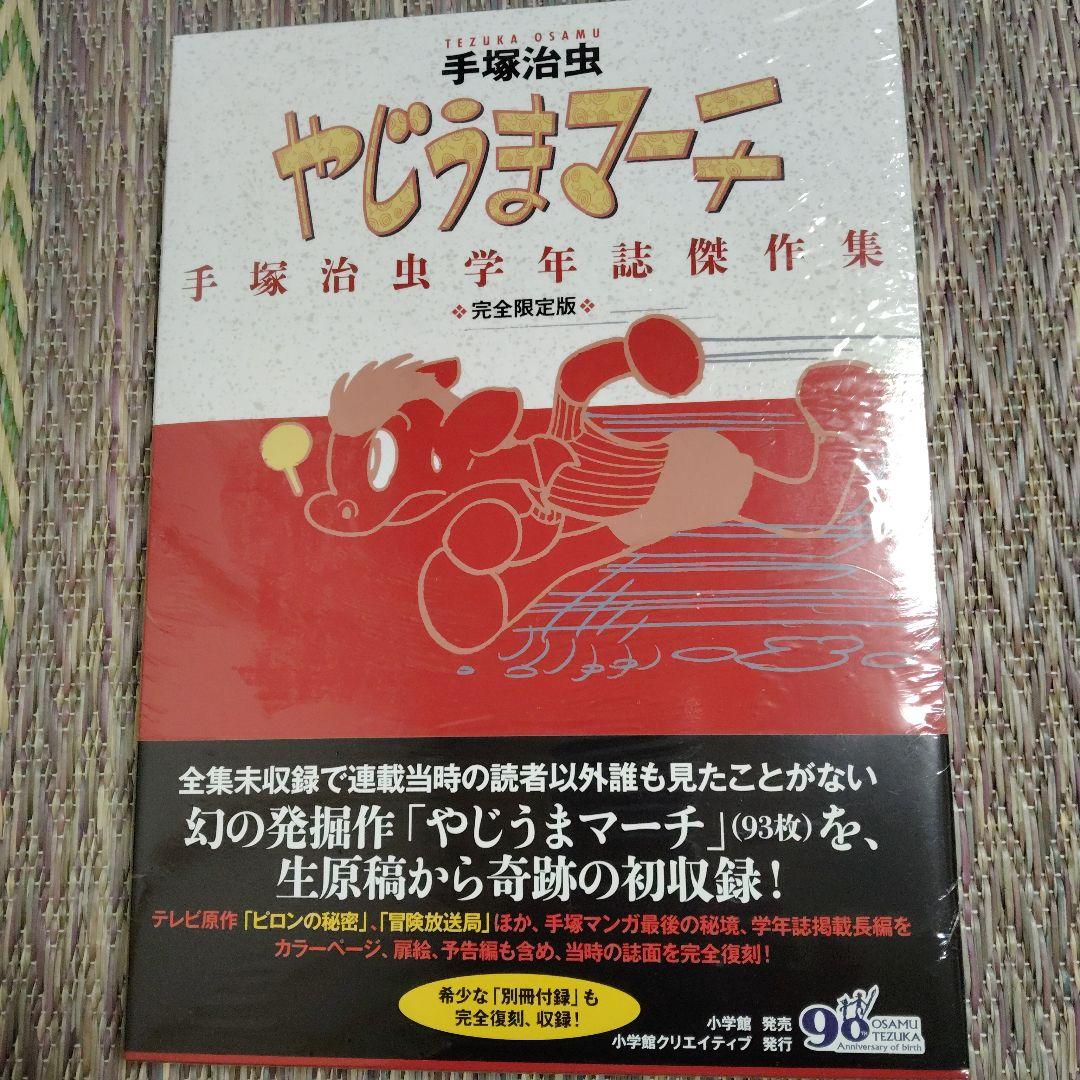 TEZUKA OSAMU
手塚治虫
やじうまマーチ
手塚治虫学年誌傑作集
❖完全限定版❖
全集未収録で連載当時の読者以外誰も見たことがない
幻の発掘作「やじうまマーチ」(93枚)を、
生原稿から奇跡の初収録!
テレビ原作「ピロンの秘密」、「冒険放送局」ほか、手塚マンガ最後の秘境、学年誌掲載長編を
カラーページ、扉絵、予告編も含め、当時の誌面を完全復刻!
希少な「別冊付録」も
完全復刻、収録!
小学館 発売
小学館クリエイティブ 発行
90TH
OSAMU
TEZUKA
Anniversary of birth